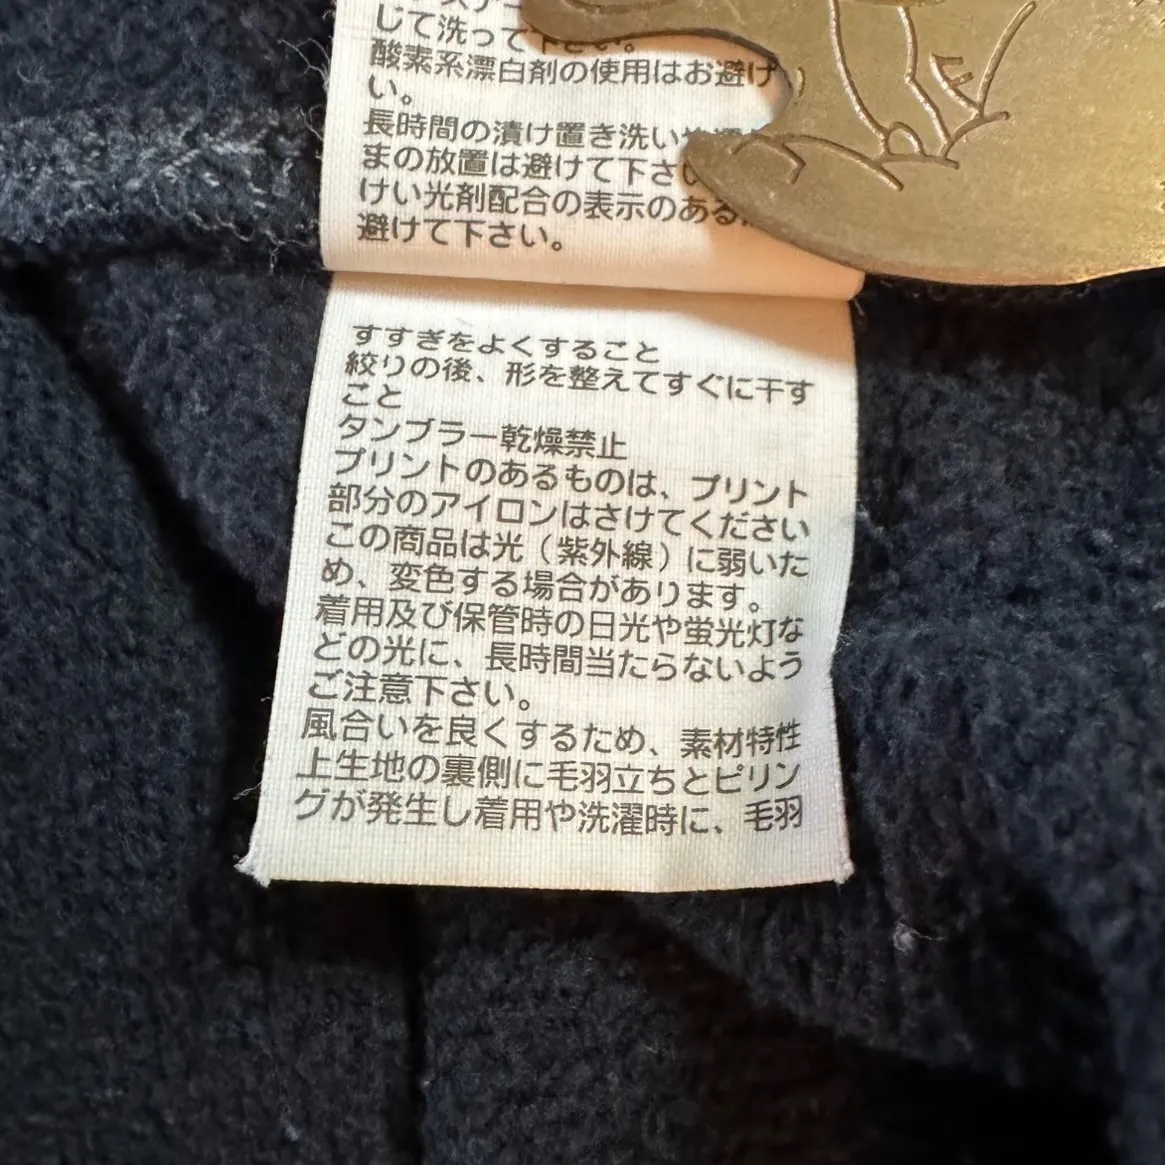 じて洗って下さい。
酸素系漂白剤の使用はお避け
い。
長時間の漬け置き洗い
まの放置は避けて下さい
けい光剤配合の表示のある
避けて下さい。
すすぎをよくすること
絞りの後、形を整えてすぐに干す
こと
タンブラー乾燥禁止
プリントのあるものは、プリント
部分のアイロンはさけてください
この商品は光（紫外線）に弱いた
め、変色する場合があります。
着用及び保管時の日光や蛍光灯な
どの光に、長時間当たらないよう
ご注意下さい。
風合いを良くするため、素材特性
上生地の裏側に毛羽立ちとピリン
グが発生し着用や洗濯時に、毛羽